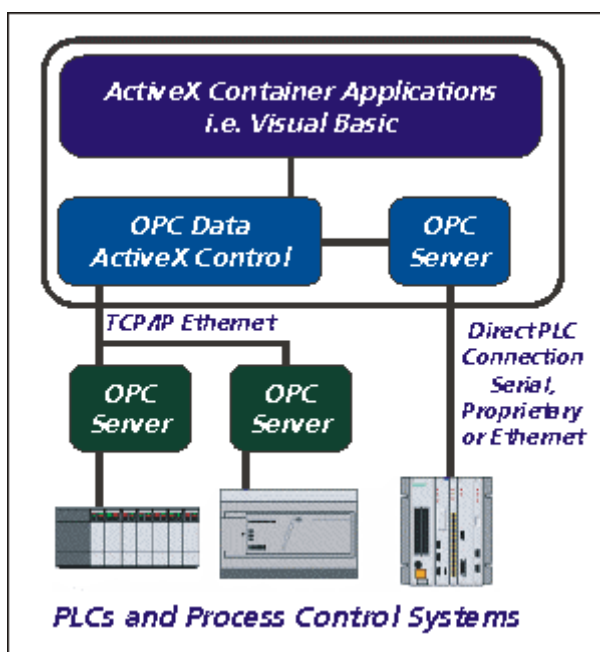 ActiveX Container Applications
i.e. Visual Basic
OPC Data
ActiveX Control
OPC
Server
TCP/IP Ethernet
Direct PLC
Connection
Serial,
Proprietary
or Ethernet
OPC
Server
OPC
Server
PLCs and Process Control Systems